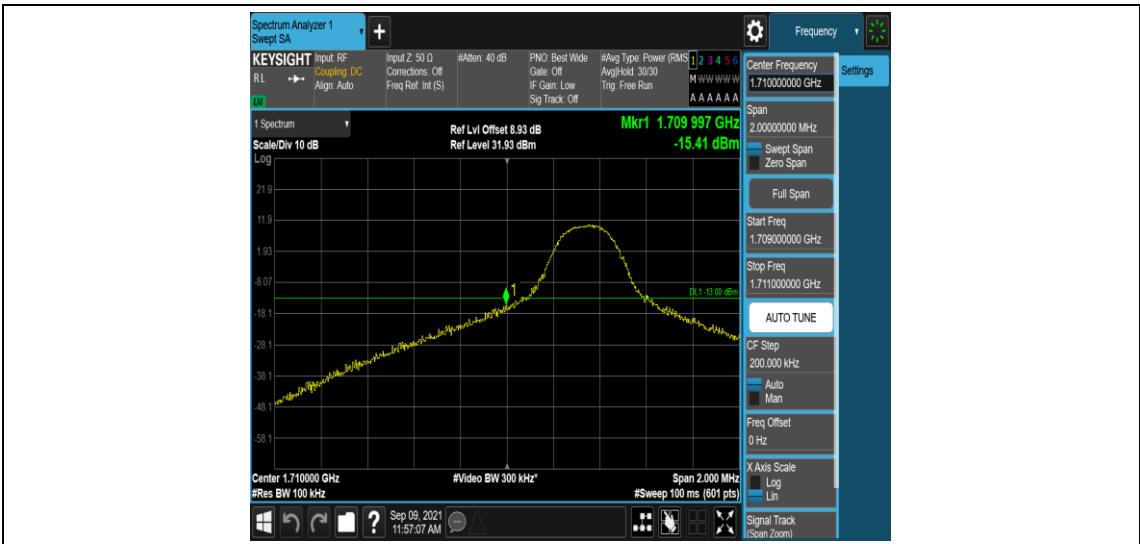 Spectrum Analyzer 1
Swept SA
Frequency
KEYSIGHT
RL
LXI
Input: RF
Coupling: DC
Align: Auto
Input Z: 50 Ω
Corrections: Off
Freq Ref: Int (S)
#Atten: 40 dB
PNO: Best Wide
Gate: Off
IF Gain: Low
Sig Track: Off
#Avg Type: Power (RMS
Avg|Hold: 30/30
Trig: Free Run
1 2 3 4 5 6
M W W W W W
A A A A A A
Center Frequency
1.710000000 GHz
Settings
Span
2.00000000 MHz
Swept Span
Zero Span
Full Span
Start Freq
1.709000000 GHz
Stop Freq
1.711000000 GHz
AUTO TUNE
CF Step
200.000 kHz
Auto
Man
Freq Offset
0 Hz
X Axis Scale
Log
Lin
Signal Track
(Span Zoom)
1 Spectrum
Scale/Div 10 dB
Log
Ref Lvl Offset 8.93 dB
Ref Level 31.93 dBm
Mkr1 1.709 997 GHz
-15.41 dBm
21.9
11.9
1.93
-8.07
-18.1
-28.1
-38.1
-48.1
-58.1
1
DL1 -13.00 dBm
Center 1.710000 GHz
#Res BW 100 kHz
#Video BW 300 kHz*
Span 2.000 MHz
#Sweep 100 ms (601 pts)
?
Sep 09, 2021
11:57:07 AM